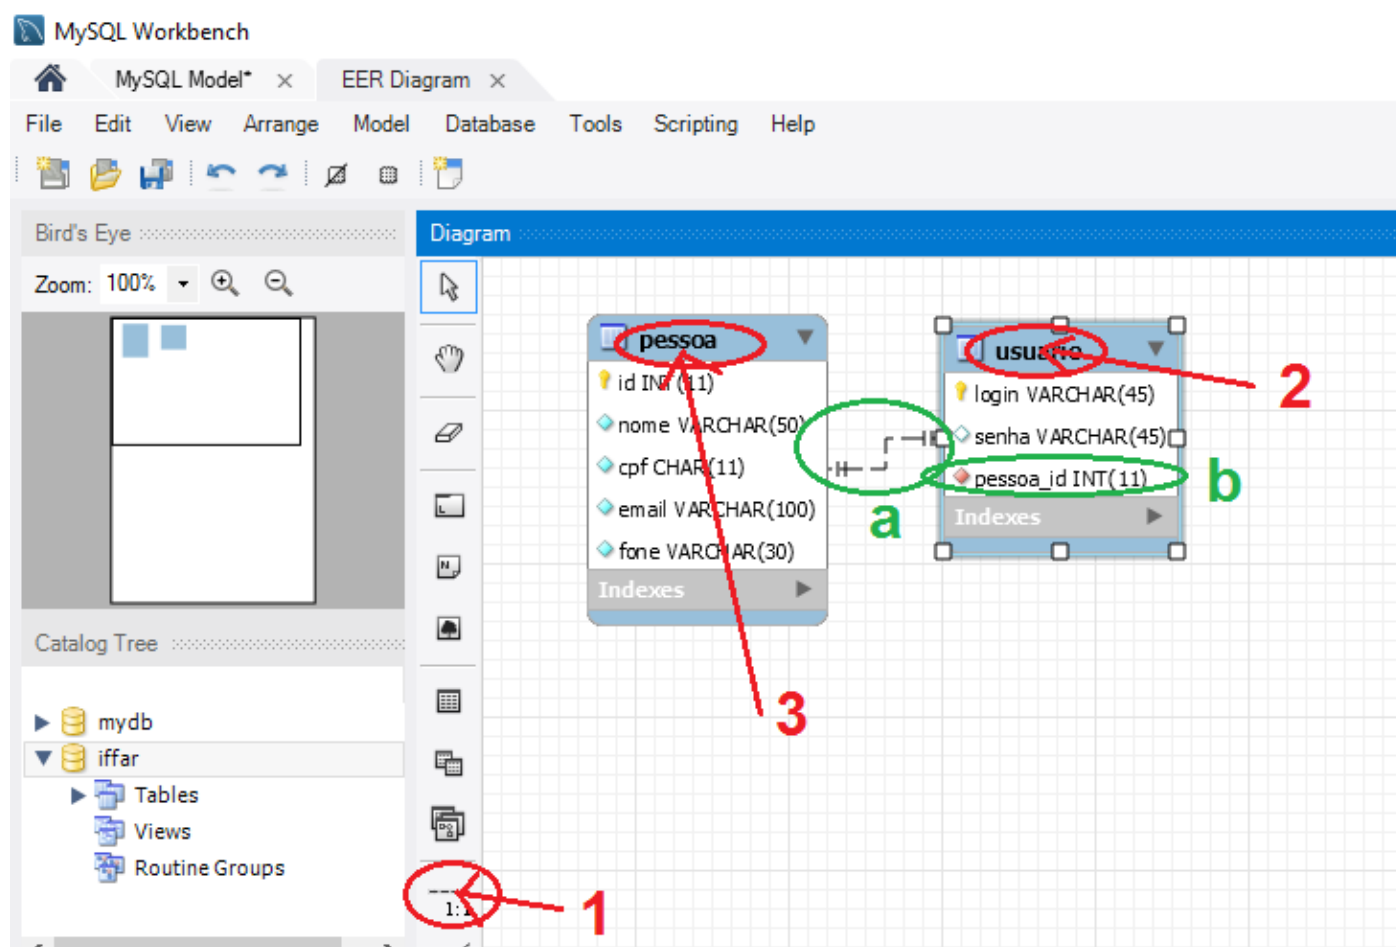 MySQL Workbench
MySQL Model* × EER Diagram ×
File Edit View Arrange Model Database Tools Scripting Help
Bird's Eye
Diagram
Zoom: 100%
pessoa
id INT(11)
nome VARCHAR(50)
cpf CHAR(11)
email VARCHAR(100)
fone VARCHAR(30)
Indexes
usuario
login VARCHAR(45)
senha VARCHAR(45)
pessoa_id INT(11)
Indexes
2
a
b
3
Catalog Tree
mydb
iffar
Tables
Views
Routine Groups
1:1
1